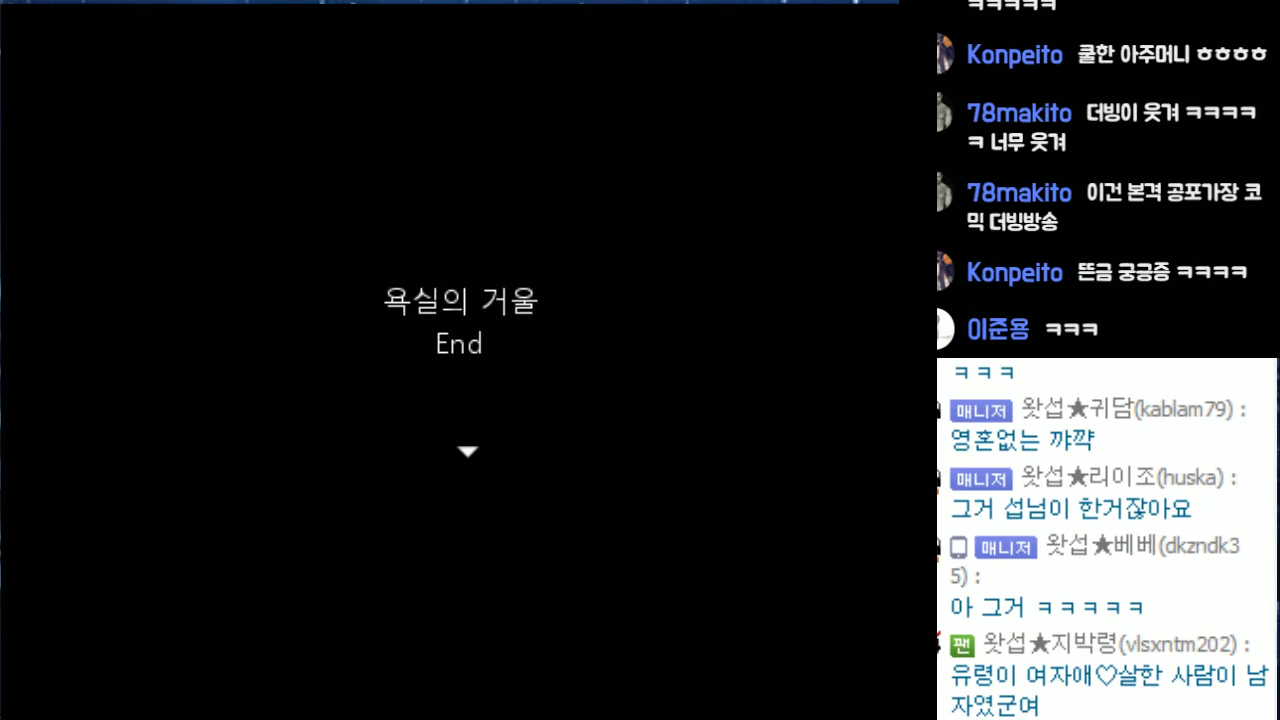 욕실의 거울
End
ㅋㅋㅋㅋㅋ
Konpeito 쿨한 아주머니 ㅎㅎㅎㅎ
78makito 더빙이 웃겨 ㅋㅋㅋㅋ
ㅋ 너무 웃겨
78makito 이건 본격 공포가장 코
믹 더빙방송
Konpeito 뜬금 궁금증 ㅋㅋㅋㅋ
이준용 ㅋㅋㅋ
ㅋㅋㅋ
매니저 왓섭★귀담(kablam79) :
영혼없는 꺄꺅
매니저 왓섭★리이조(huska) :
그거 섭님이 한거잖아요
매니저 왓섭★베베(dkzndk3
5) :
아 그거 ㅋㅋㅋㅋㅋ
팬 왓섭★지박령(vlsxntm202) :
유령이 여자애♡살한 사람이 남
자였군여